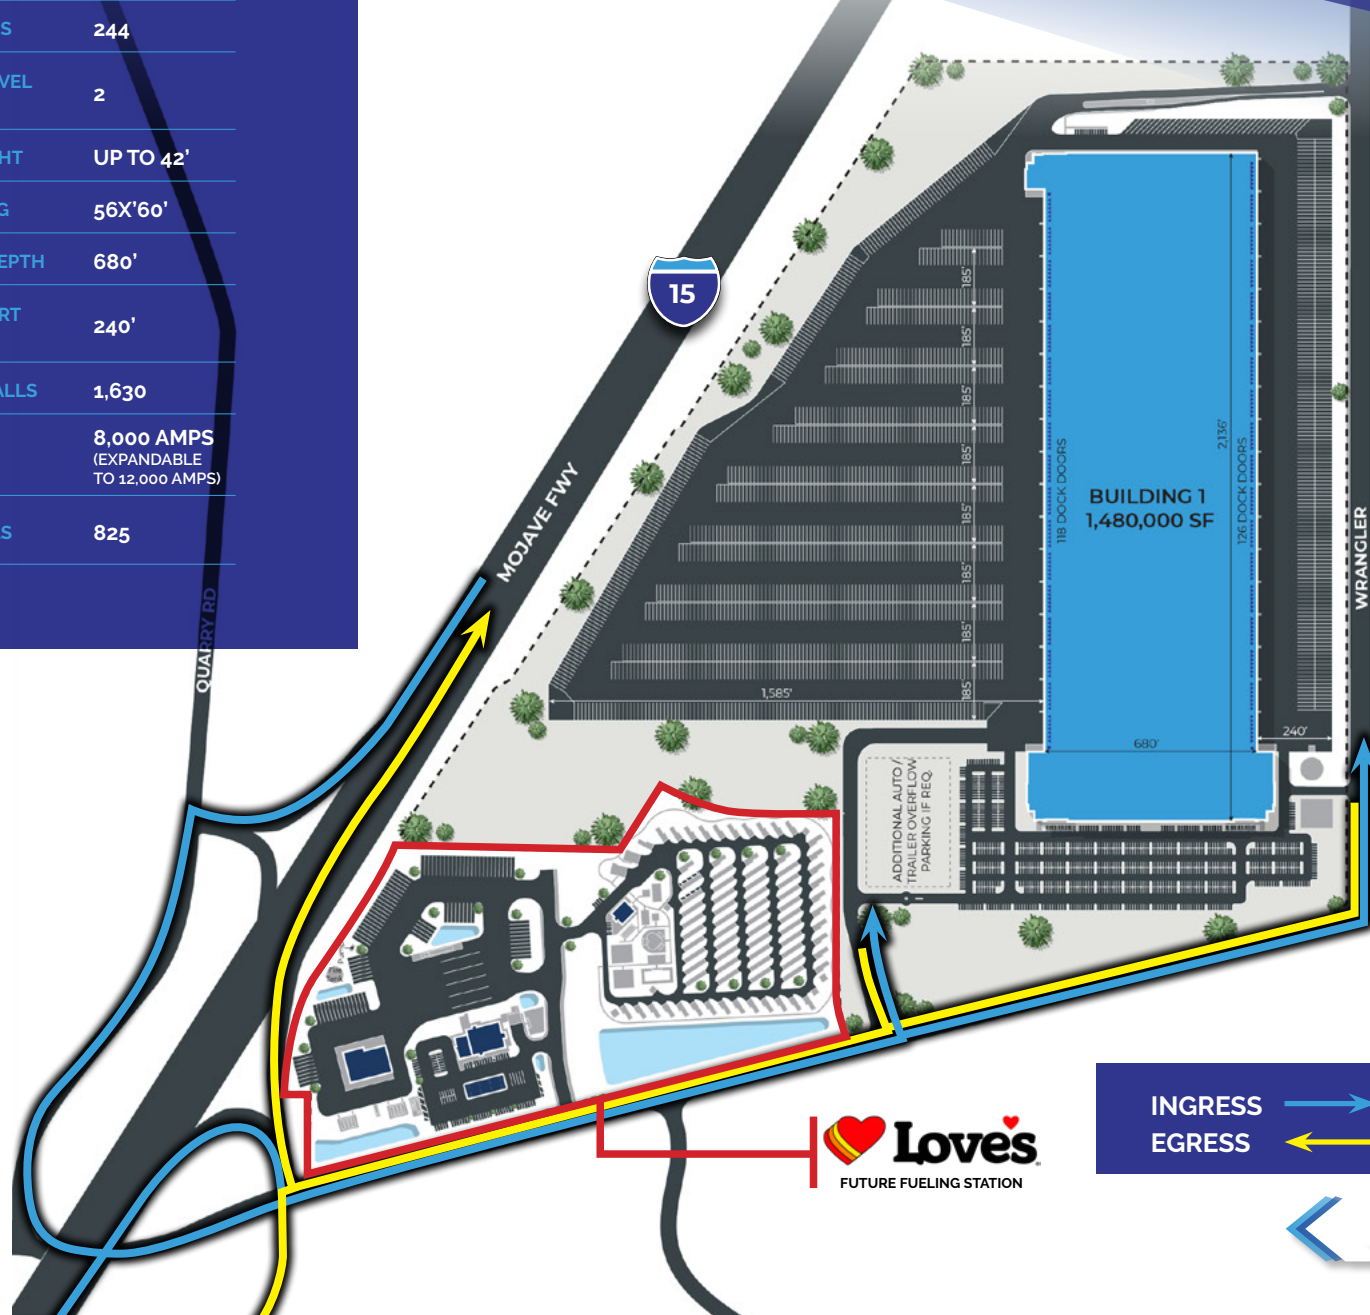 S 244
VEL
2
HT UP TO 42’
G 56X’60’
EPTH 680’
RT
240’
ALLS 1,630
8,000 AMPS
(EXPANDABLE
TO 12,000 AMPS)
S 825
QUARRY RD
15
MOJAVE FWY
185'
185'
185'
185'
185'
185'
185'
185'
1,585'
118 DOCK DOORS
BUILDING 1
1,480,000 SF
2,136'
126 DOCK DOORS
680'
240'
WRANGLER
ADDITIONAL AUTO /
TRAILER OVERFLOW
PARKING IF REQ.
Love's
FUTURE FUELING STATION
INGRESS
EGRESS